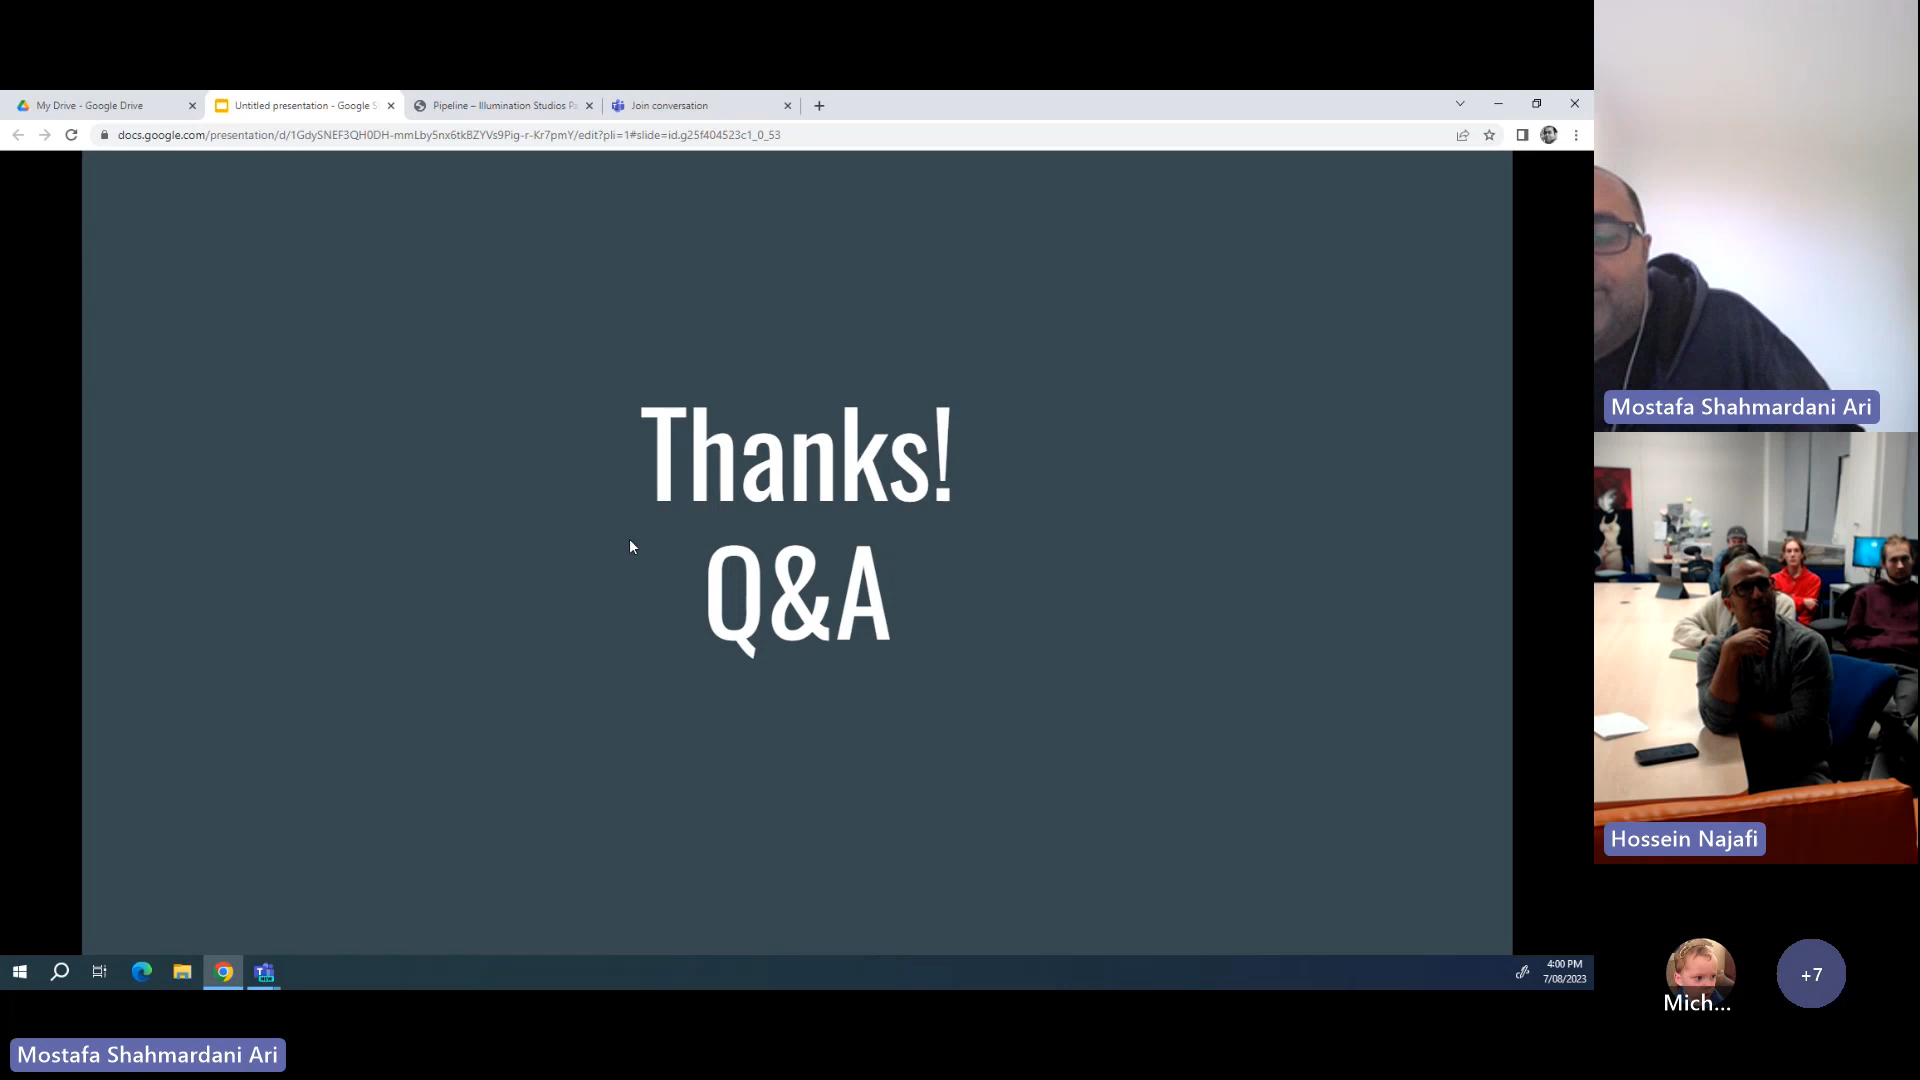 My Drive - Google Drive
Untitled presentation - Google S
Pipeline – Illumination Studios Pa
Join conversation
docs.google.com/presentation/d/1GdySNEF3QH0DH-mmLby5nx6tkBZYVs9Pig-r-Kr7pmY/edit?pli=1#slide=id.g25f404523c1_0_53
Thanks!
Q&A
Mostafa Shahmardani Ari
Hossein Najafi
4:00 PM
7/08/2023
Mich...
+7
Mostafa Shahmardani Ari